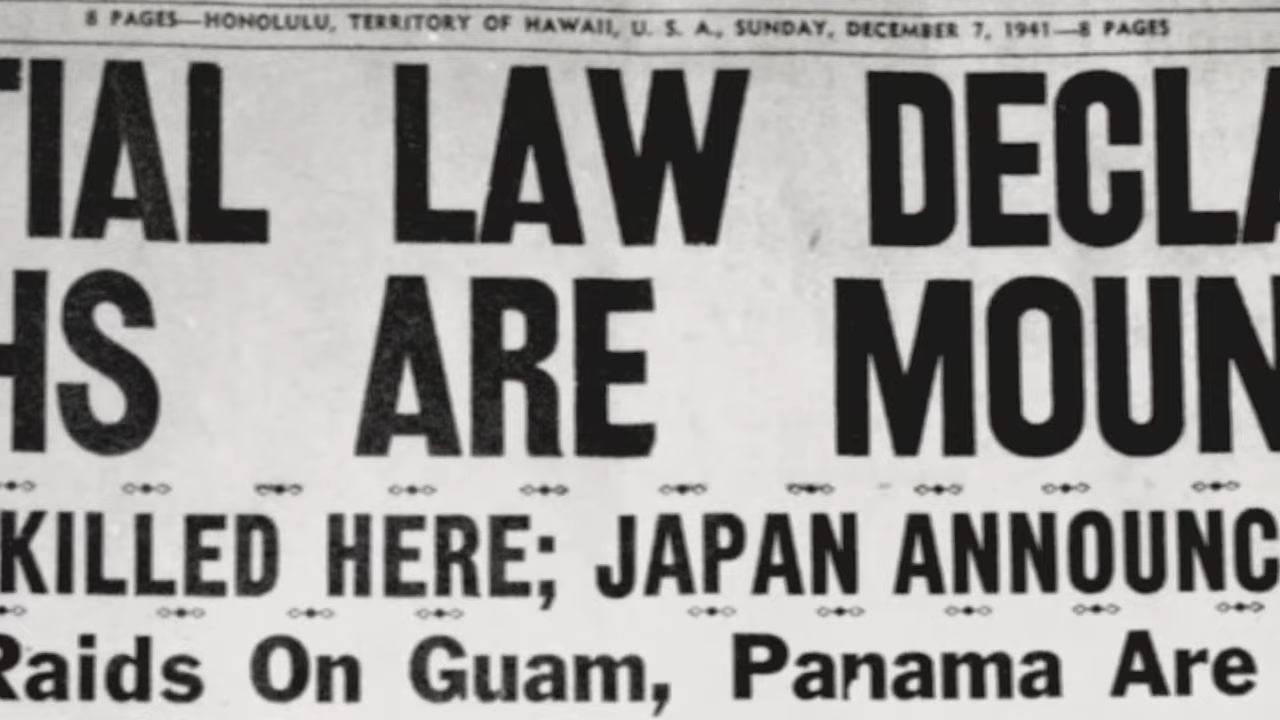 8 PAGES—HONOLULU, TERRITORY OF HAWAII, U. S. A., SUNDAY, DECEMBER 7, 1941—8 PAGES
TIAL LAW DECLA
HS ARE MOUN
KILLED HERE; JAPAN ANNOUNC
Raids On Guam, Panama Are